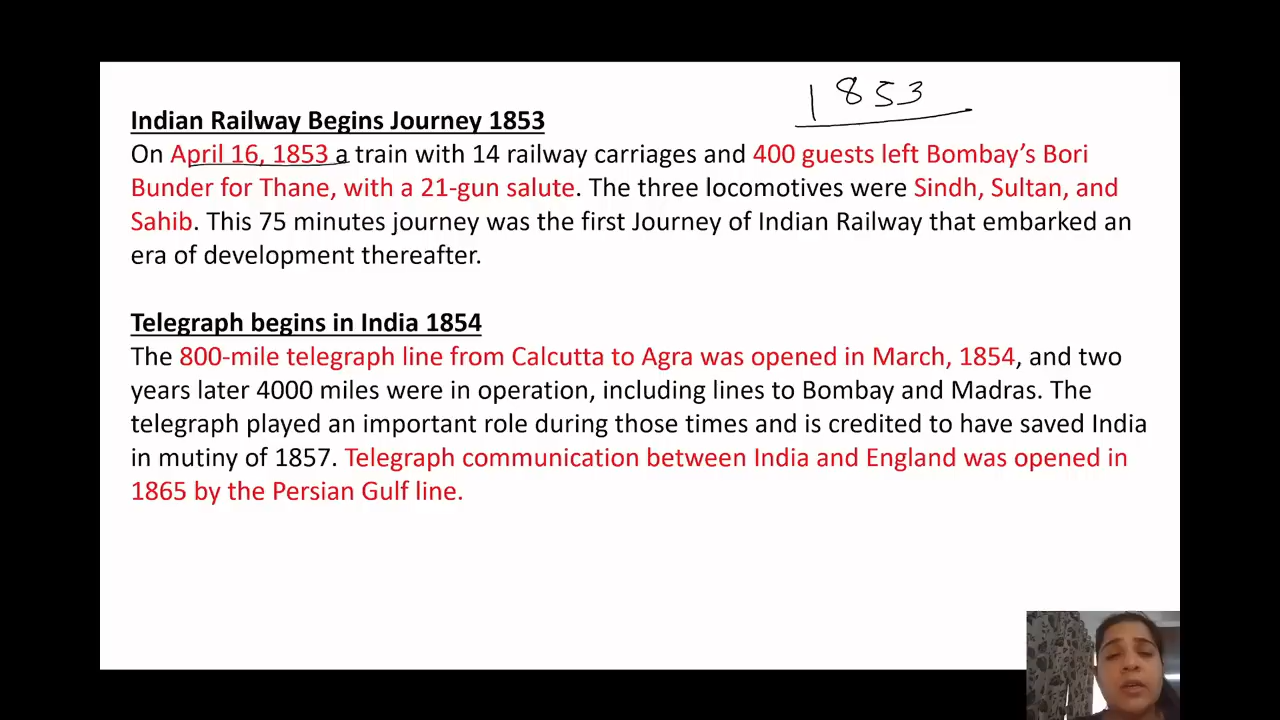 1853
Indian Railway Begins Journey 1853
On April 16, 1853 a train with 14 railway carriages and 400 guests left Bombay’s Bori
Bunder for Thane, with a 21-gun salute. The three locomotives were Sindh, Sultan, and
Sahib. This 75 minutes journey was the first Journey of Indian Railway that embarked an
era of development thereafter.
Telegraph begins in India 1854
The 800-mile telegraph line from Calcutta to Agra was opened in March, 1854, and two
years later 4000 miles were in operation, including lines to Bombay and Madras. The
telegraph played an important role during those times and is credited to have saved India
in mutiny of 1857. Telegraph communication between India and England was opened in
1865 by the Persian Gulf line.